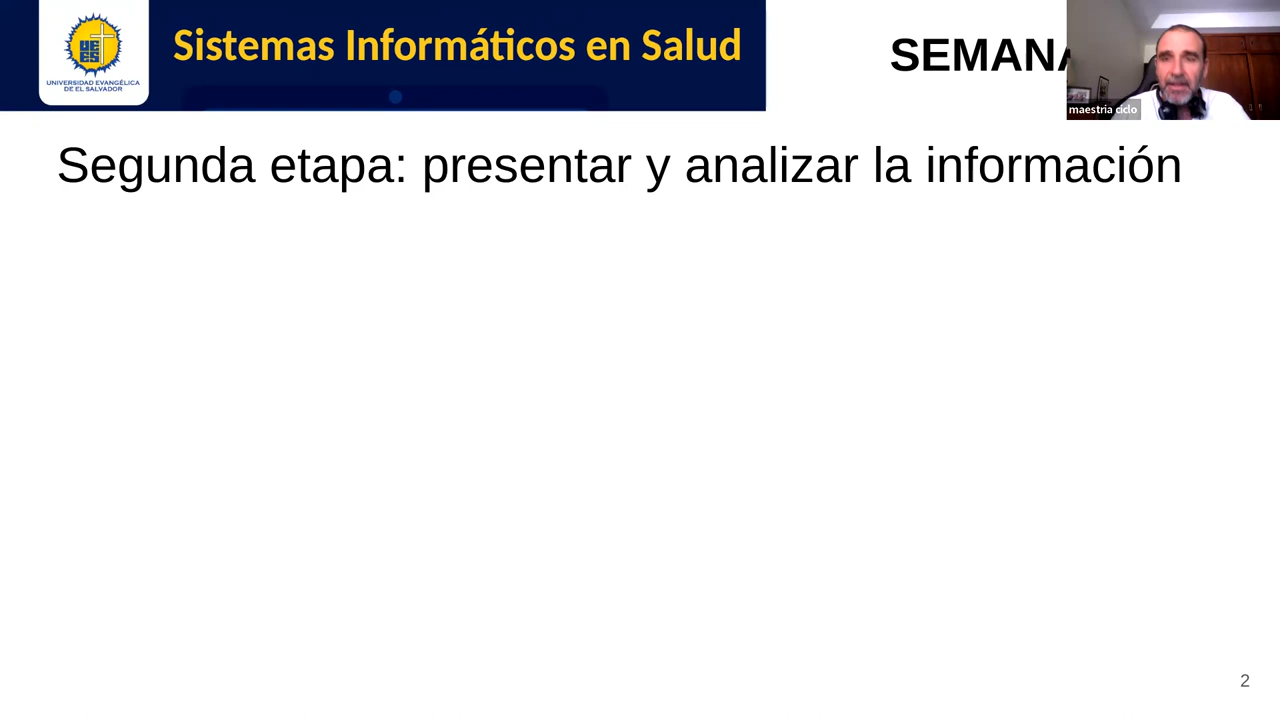 Sistemas Informáticos en Salud
UNIVERSIDAD EVANGÉLICA
DE EL SALVADOR
SEMANA
maestria ciclo
Segunda etapa: presentar y analizar la información
2